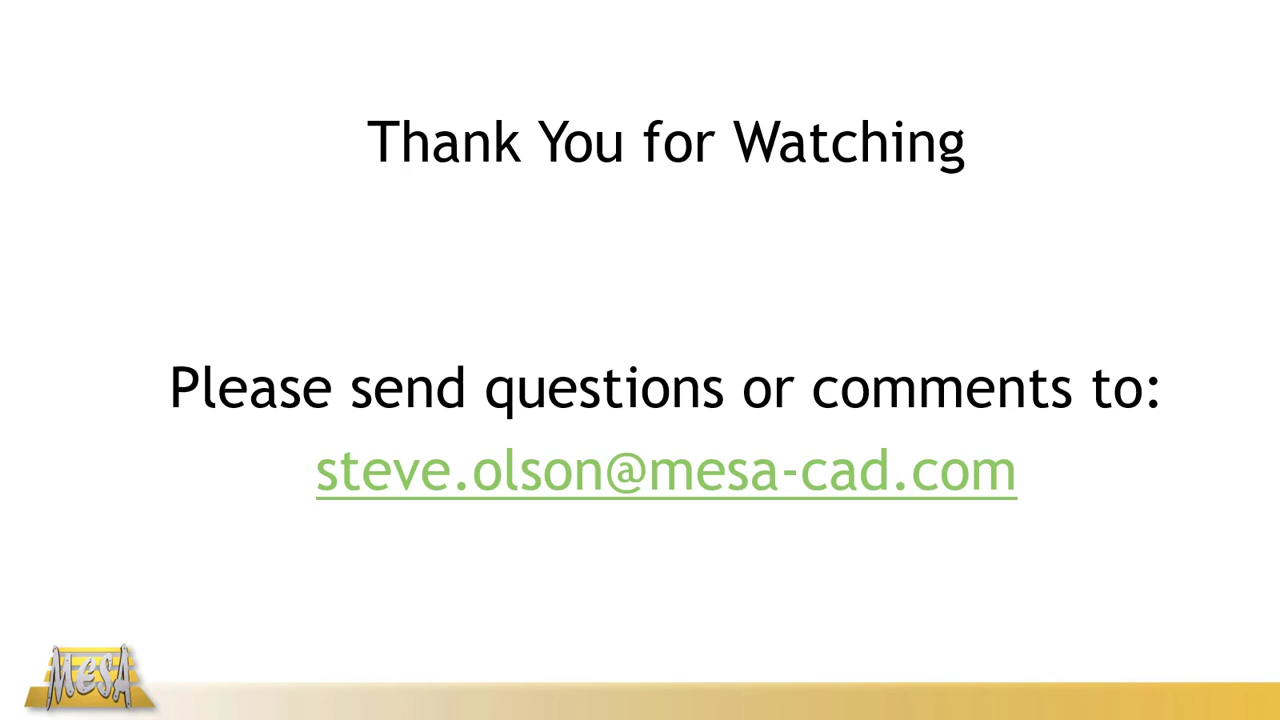 Thank You for Watching
Please send questions or comments to:
steve.olson@mesa-cad.com
MESA